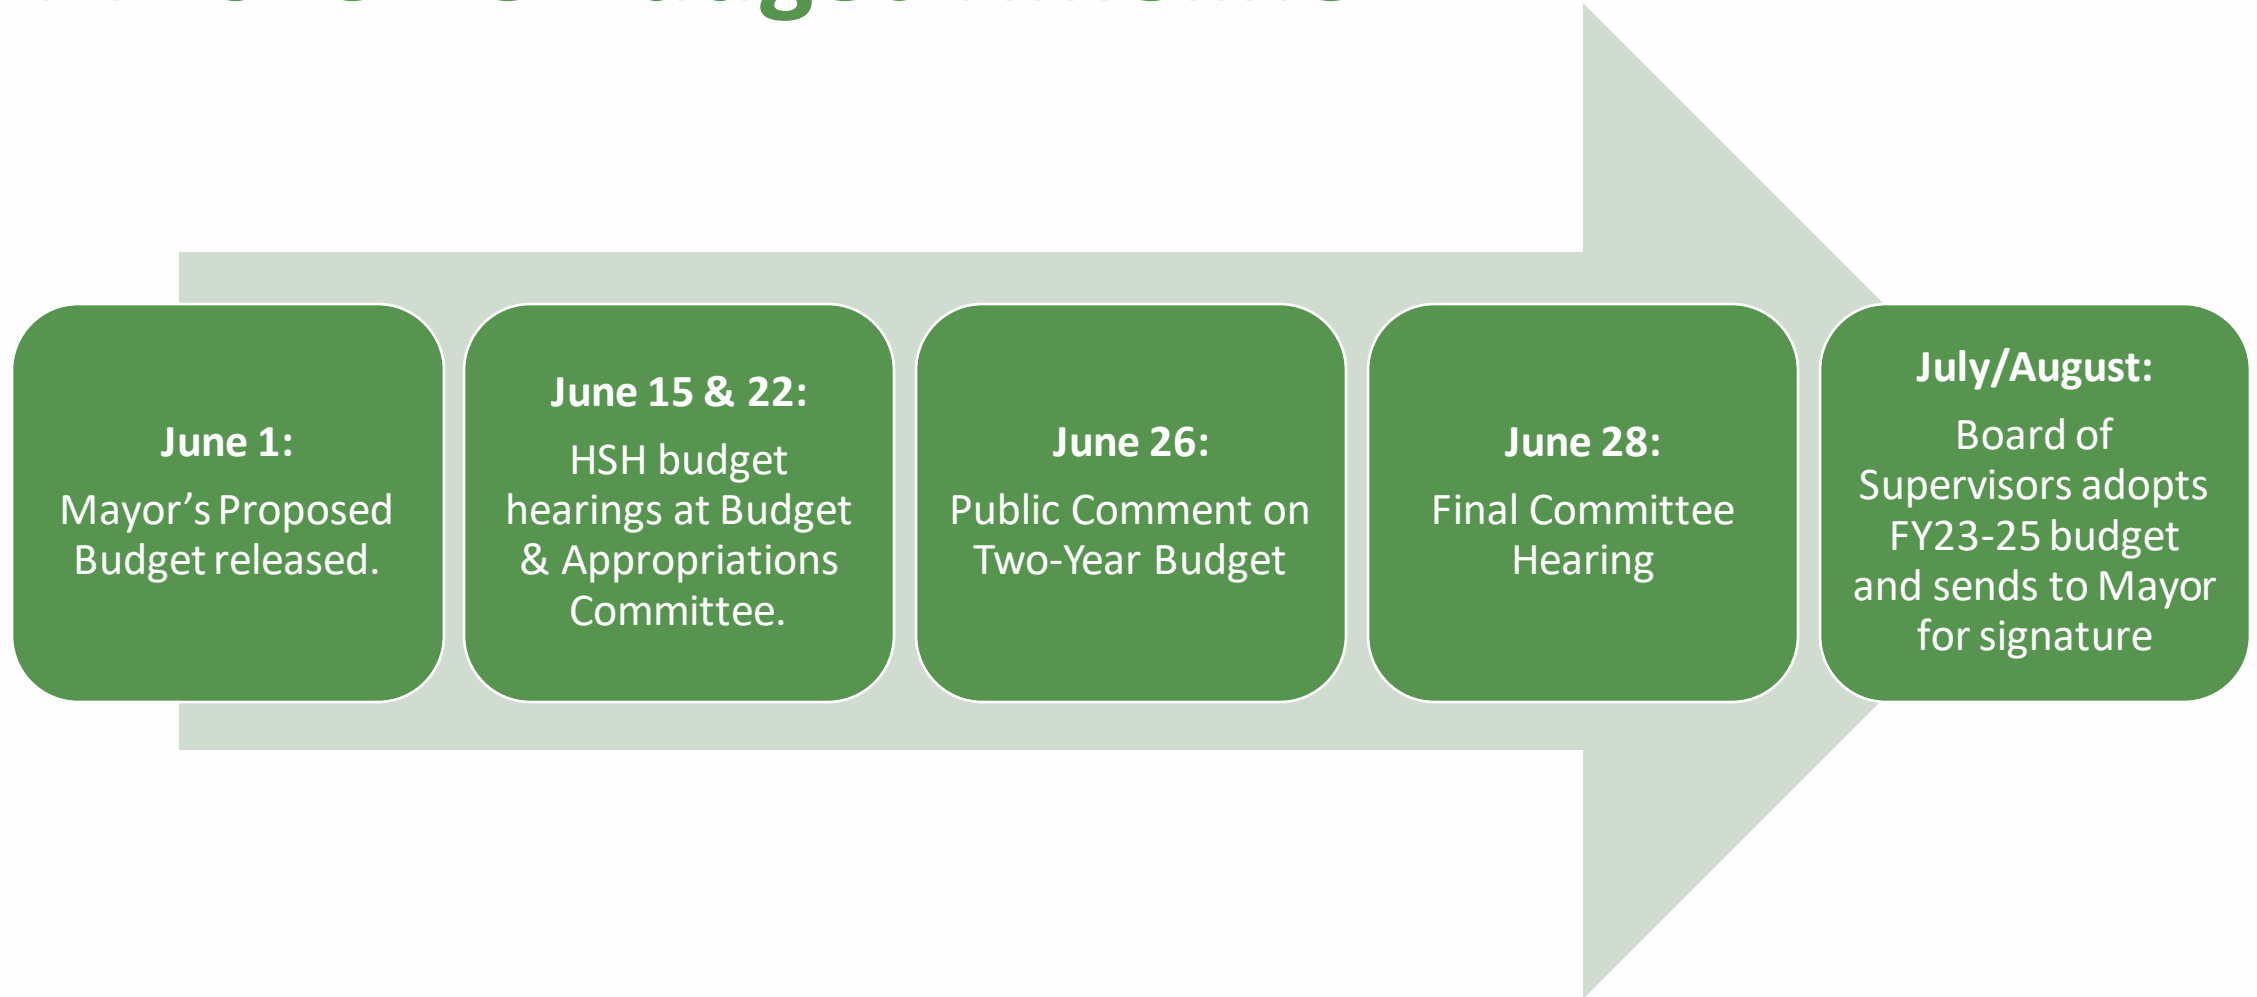 June 1:
Mayor’s Proposed
Budget released.
June 15 & 22:
HSH budget
hearings at Budget
& Appropriations
Committee.
June 26:
Public Comment on
Two-Year Budget
June 28:
Final Committee
Hearing
July/August:
Board of
Supervisors adopts
FY23-25 budget
and sends to Mayor
for signature